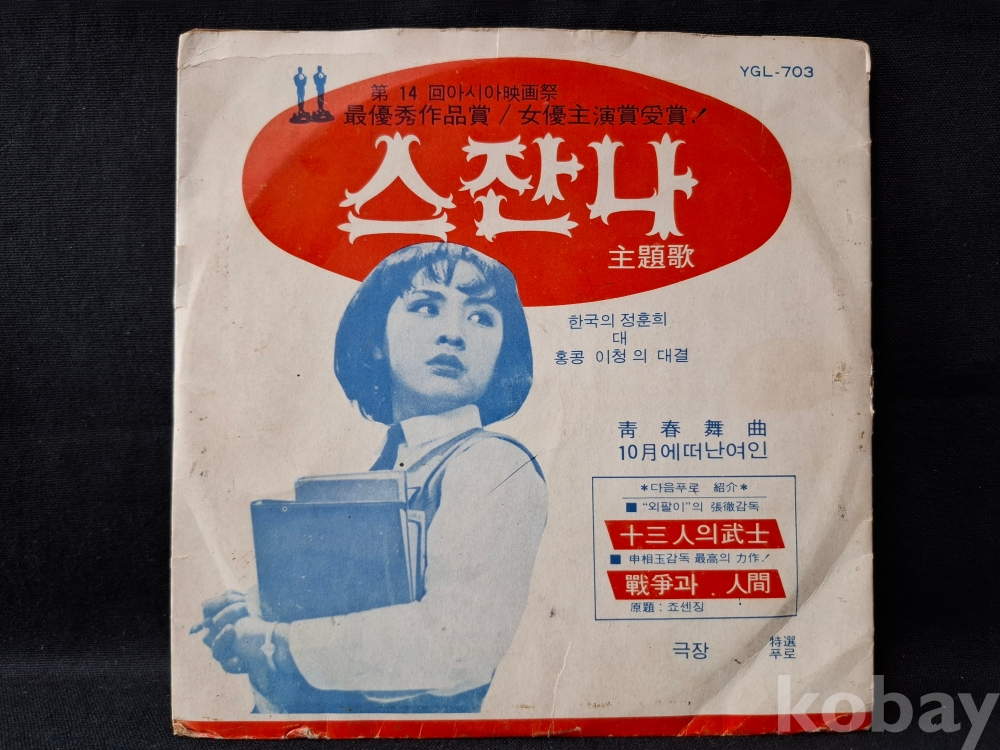 YGL-703
第 14 回아시아映画祭
最優秀作品賞 / 女優主演賞受賞!
스잔나
主題歌
한국의 정훈희
대
홍콩 이청의 대결
靑春舞曲
10月에떠난여인
*다음푸로 紹介*
■ "외팔이"의 張徹감독
十三人의武士
■ 申相玉감독 最高의 力作!
戰爭과 人間
原題 : 죠센징
극장 特選
푸로
kobay